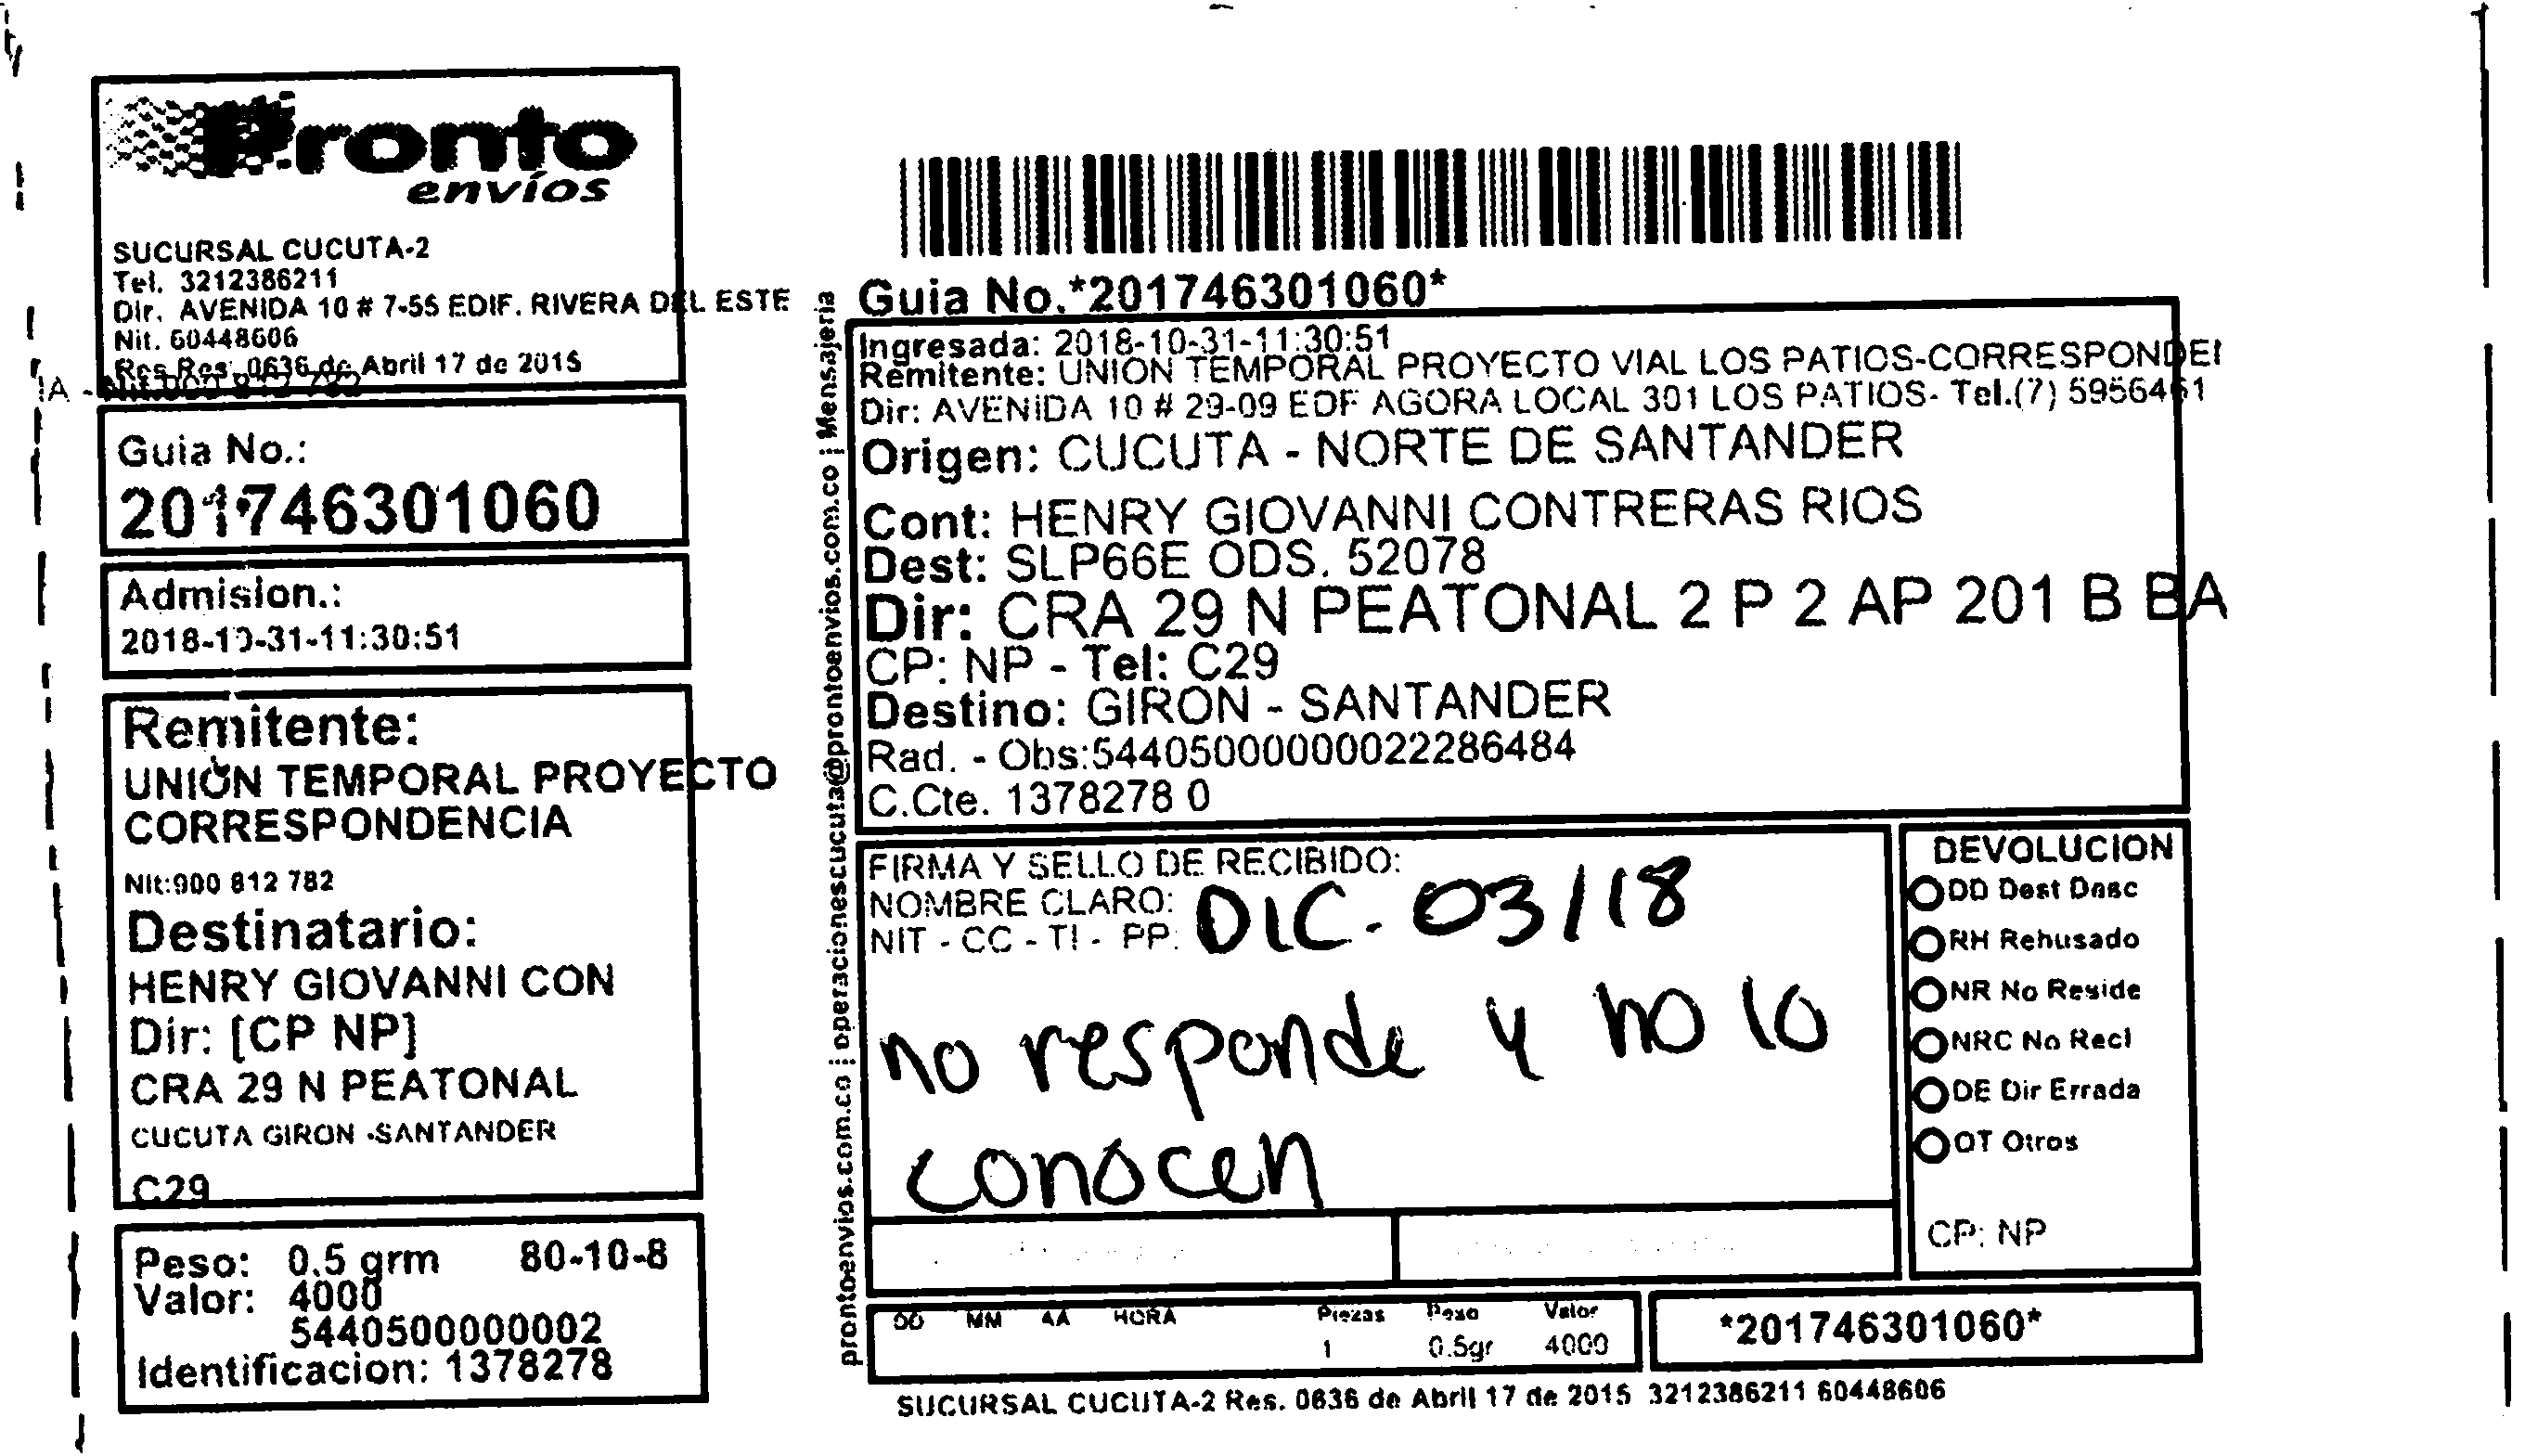 Pronto
envíos
SUCURSAL CUCUTA-2
Tel. 3212386211
Dir. AVENIDA 10 # 7-55 EDIF. RIVERA DEL ESTE
Nit. 60448606
Res Res: 0636 de Abril 17 de 2015
IA - Nit:900 812 782
Guia No.:
201746301060
Admision.:
2018-10-31-11:30:51
Remitente:
UNION TEMPORAL PROYECTO
CORRESPONDENCIA
Nit:900 812 782
Destinatario:
HENRY GIOVANNI CON
Dir: [CP NP]
CRA 29 N PEATONAL
CUCUTA GIRON -SANTANDER
C29
Peso: 0.5 grm 80-10-8
Valor: 4000
5440500000002
Identificacion: 1378278
prontoenvios.com.co | operacionescucuta@prontoenvios.com.co | Mensajeria
Guia No.*201746301060*
Ingresada: 2018-10-31-11:30:51
Remitente: UNION TEMPORAL PROYECTO VIAL LOS PATIOS-CORRESPONDEI
Dir: AVENIDA 10 # 29-09 EDF AGORA LOCAL 301 LOS PATIOS- Tel.(7) 5956461
Origen: CUCUTA - NORTE DE SANTANDER
Cont: HENRY GIOVANNI CONTRERAS RIOS
Dest: SLP66E ODS. 52078
Dir: CRA 29 N PEATONAL 2 P 2 AP 201 B BA
CP: NP - Tel: C29
Destino: GIRON - SANTANDER
Rad. - Obs:544050000000022286484
C.Cte. 1378278 0
FIRMA Y SELLO DE RECIBIDO:
NOMBRE CLARO:
NIT - CC - TI - PP:
DIC - 03/18
no responde y no lo
conocen
DEVOLUCION
DD Dest Desc
RH Rehusado
NR No Reside
NRC No Recl
DE Dir Errada
OT Otros
CP: NP
DD MM AA HORA Piezas Peso Valor
1 0.5gr 4000
*201746301060*
SUCURSAL CUCUTA-2 Res. 0636 de Abril 17 de 2015 3212386211 60448606